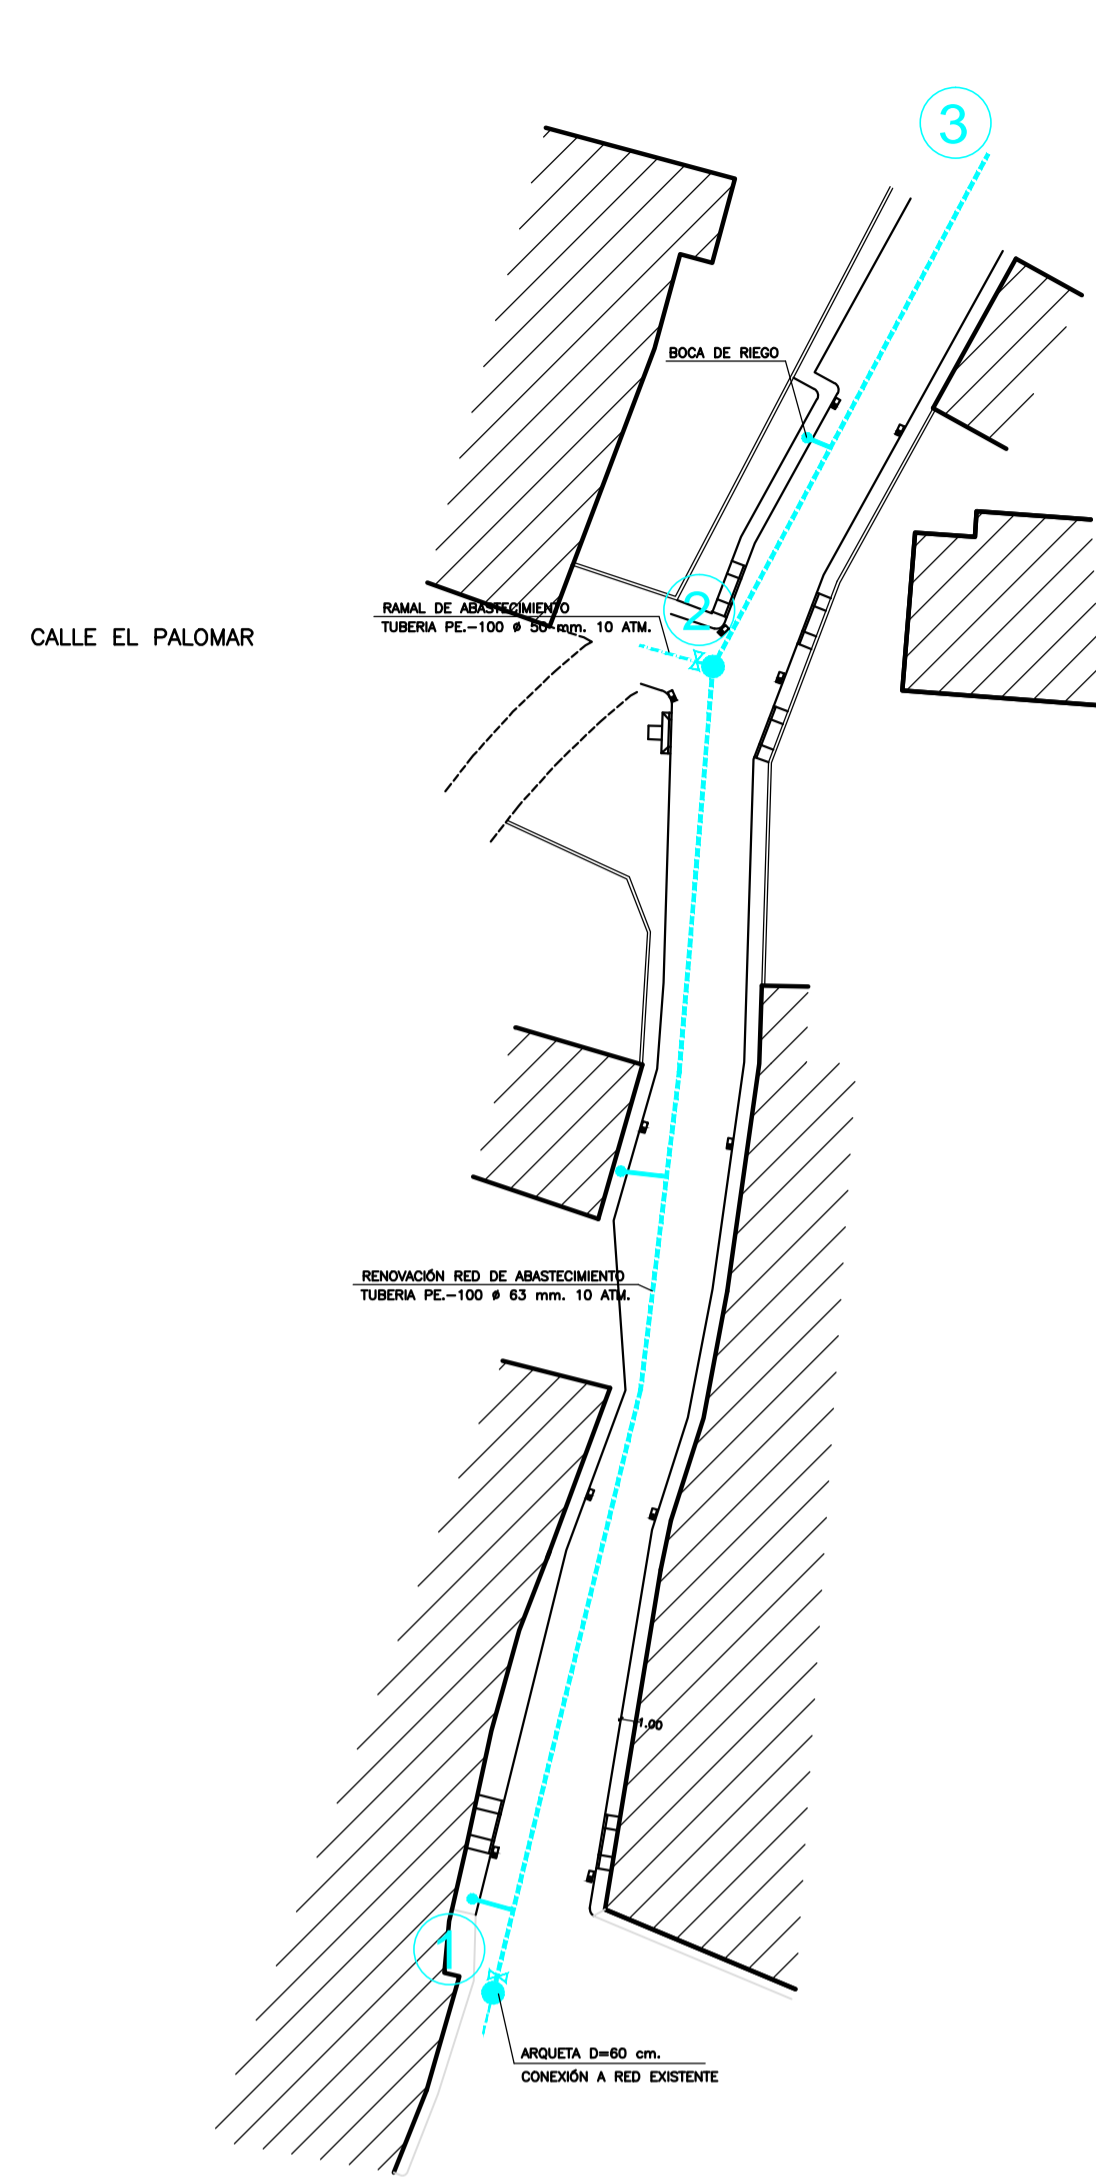 3
BOCA DE RIEGO
2
RAMAL DE ABASTECIMIENTO
TUBERIA PE.-100 ø 50 mm. 10 ATM.
CALLE EL PALOMAR
RENOVACIÓN RED DE ABASTECIMIENTO
TUBERIA PE.-100 ø 63 mm. 10 ATM.
1.00
1
ARQUETA D=60 cm.
CONEXIÓN A RED EXISTENTE